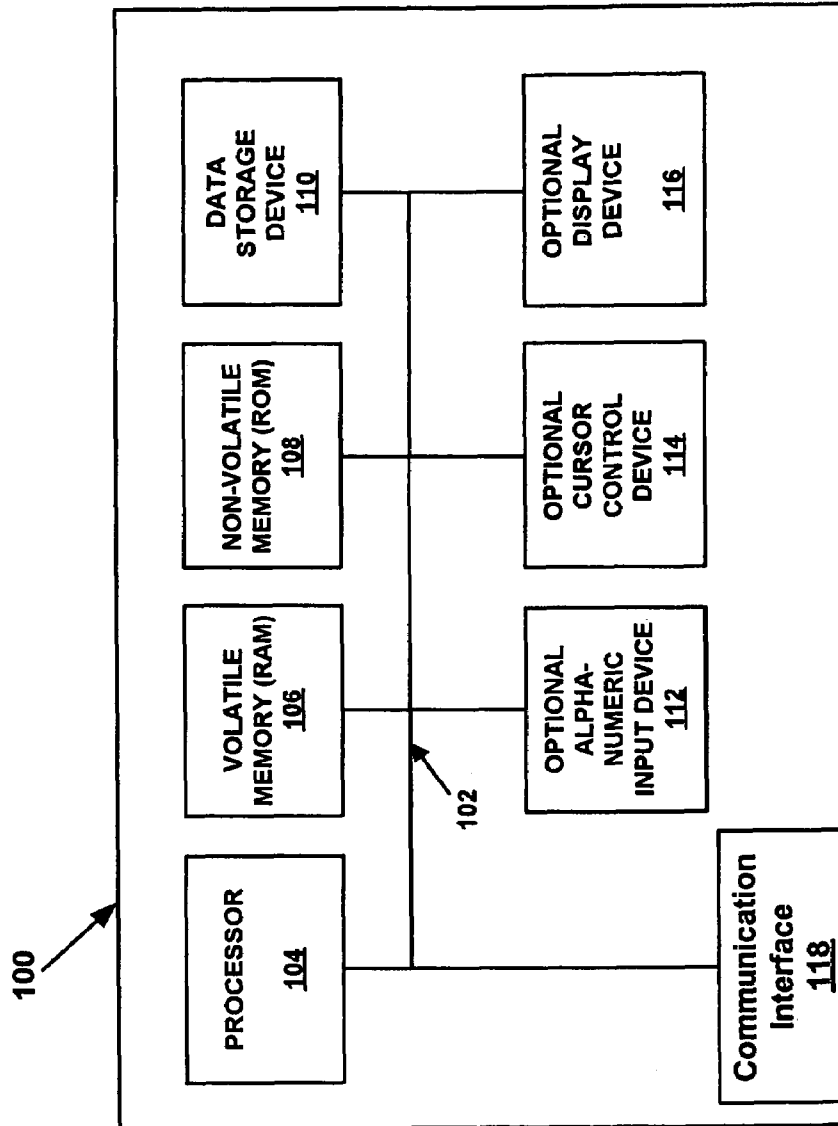 100
PROCESSOR
104
VOLATILE
MEMORY (RAM)
106
NON-VOLATILE
MEMORY (ROM)
108
DATA
STORAGE
DEVICE
110
102
OPTIONAL
ALPHA-
NUMERIC
INPUT DEVICE
112
OPTIONAL
CURSOR
CONTROL
DEVICE
114
OPTIONAL
DISPLAY
DEVICE
116
Communication
Interface
118